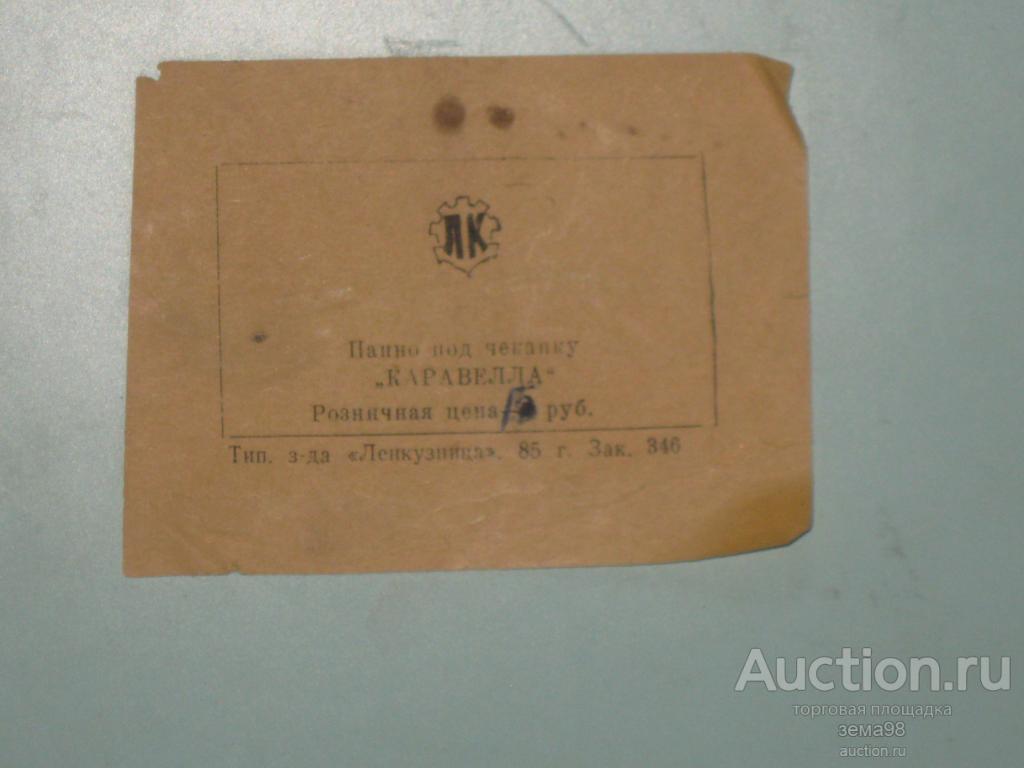 ЛК
Панно под чеканку
„КАРАВЕЛЛА“
Розничная цена руб.
Тип. з-да «Ленкузница». 85 г. Зак. 346
Auction.ru
торговая площадка
зема98
auction.ru